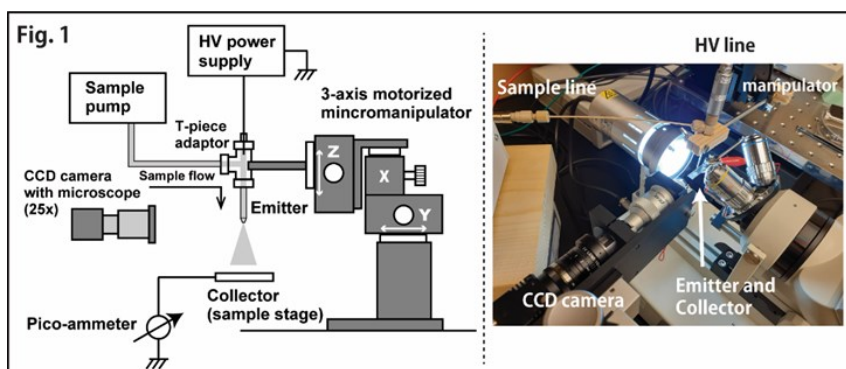 Fig. 1
HV power
supply
Sample
pump
T-piece
adaptor
3-axis motorized
mincromanipulator
Z
X
Y
CCD camera
with microscope
(25x)
Sample flow
Emitter
Collector
(sample stage)
Pico-ammeter
HV line
Sample line
manipulator
CCD camera
Emitter and
Collector